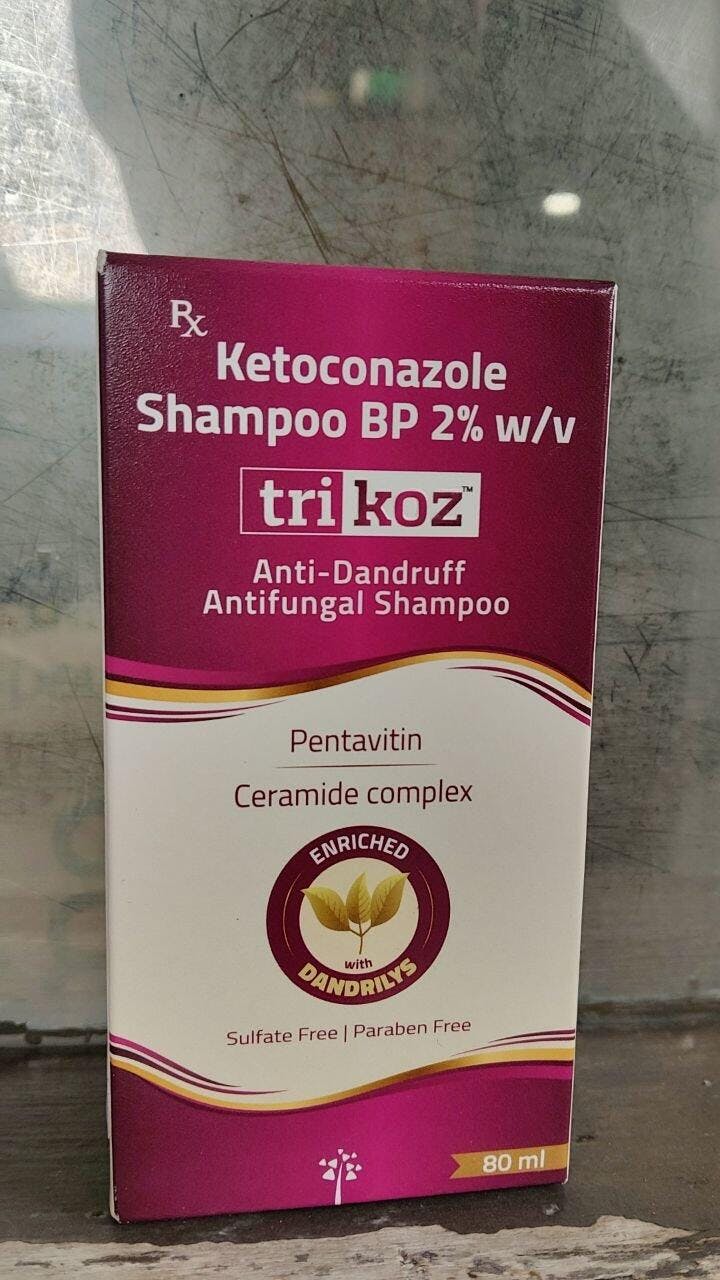 Rx
Ketoconazole
Shampoo BP 2% w/v
trikoz™
Anti-Dandruff
Antifungal Shampoo
Pentavitin
Ceramide complex
ENRICHED
with
DANDRILYS
Sulfate Free | Paraben Free
80 ml